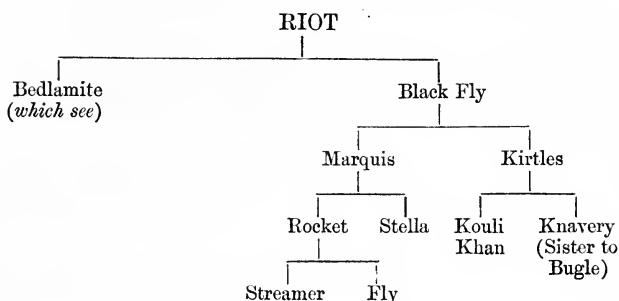 RIOT
Bedlamite
(which see)
Black Fly
Marquis
Kirtles
Rocket
Stella
Kouli
Khan
Knavery
(Sister to
Bugle)
Streamer
Fly